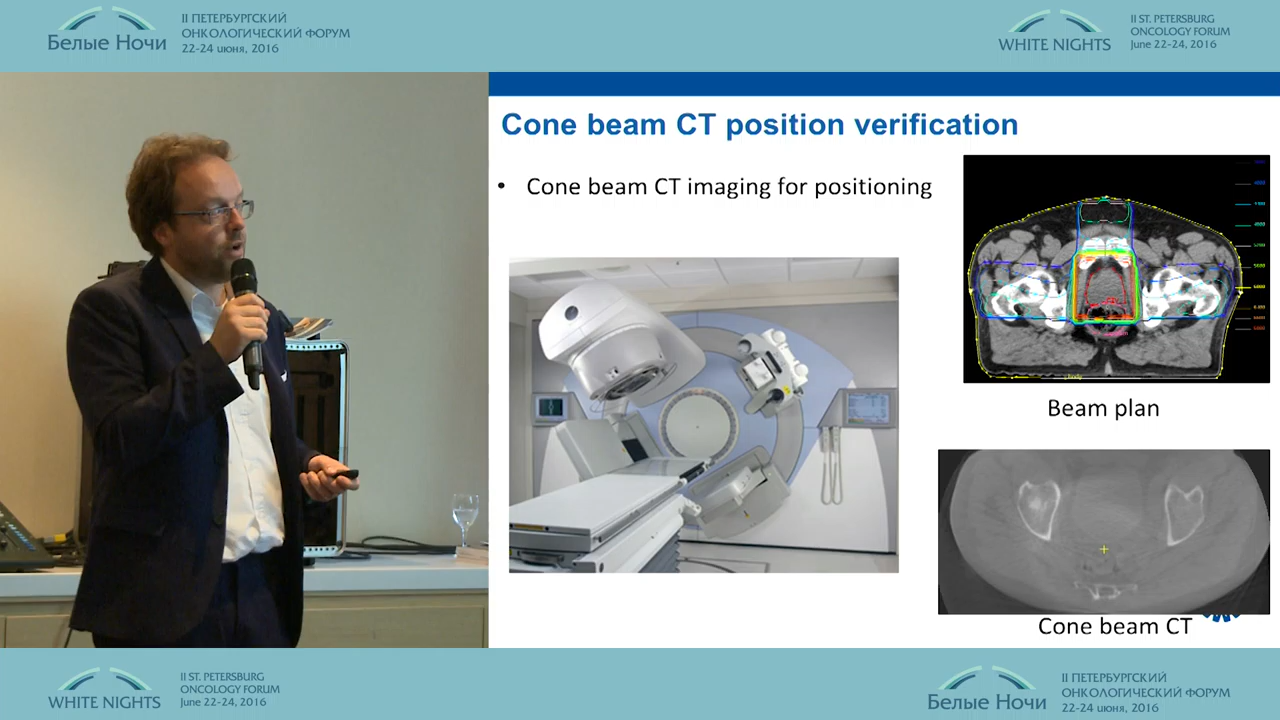 II ПЕТЕРБУРГСКИЙ
ОНКОЛОГИЧЕСКИЙ ФОРУМ
Белые Ночи
22-24 июня, 2016
II ST. PETERSBURG
ONCOLOGY FORUM
WHITE NIGHTS
June 22-24, 2016
Cone beam CT position verification
• Cone beam CT imaging for positioning
Beam plan
Cone beam CT
II ST. PETERSBURG
ONCOLOGY FORUM
WHITE NIGHTS
June 22-24, 2016
II ПЕТЕРБУРГСКИЙ
ОНКОЛОГИЧЕСКИЙ ФОРУМ
Белые Ночи
22-24 июня, 2016